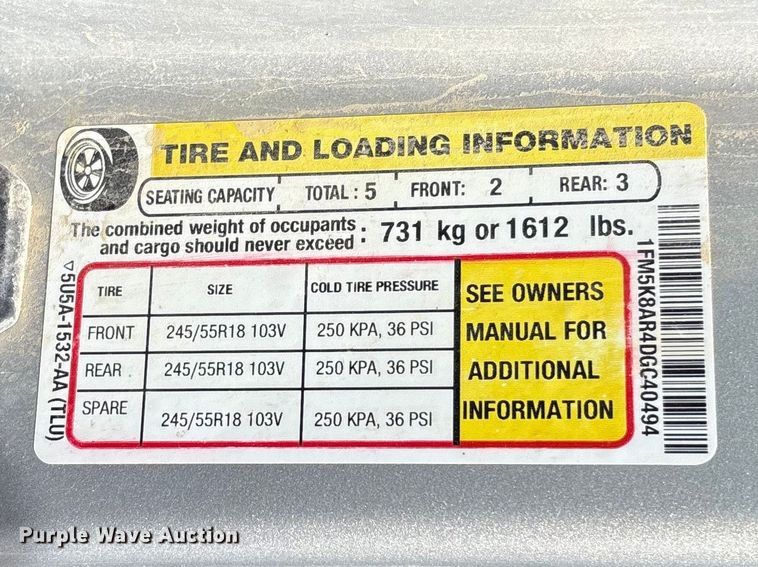 TIRE AND LOADING INFORMATION
SEATING CAPACITY TOTAL : 5 FRONT: 2 REAR: 3
The combined weight of occupants and cargo should never exceed : 731 kg or 1612 lbs.
TIRE SIZE COLD TIRE PRESSURE
FRONT 245/55R18 103V 250 KPA, 36 PSI
REAR 245/55R18 103V 250 KPA, 36 PSI
SPARE 245/55R18 103V 250 KPA, 36 PSI
SEE OWNERS
MANUAL FOR
ADDITIONAL
INFORMATION
5U5A-1532-AA (TLU)
1FM5K8AR4DGC40494
Purple Wave Auction